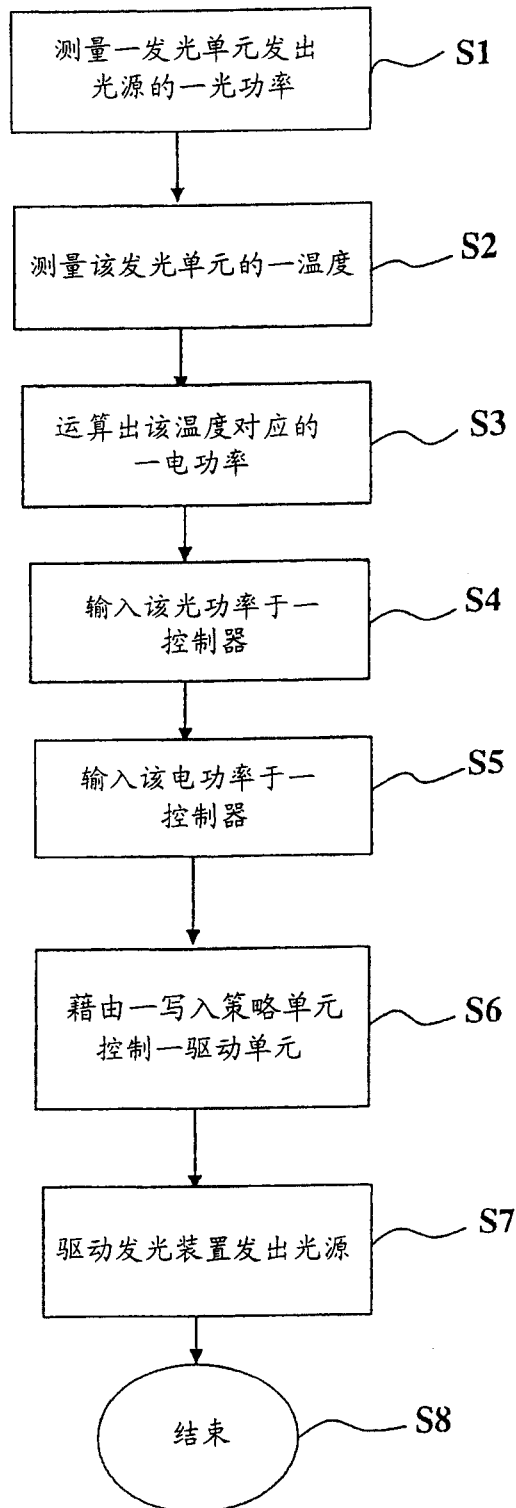 测量一发光单元发出
光源的一光功率
S1
测量该发光单元的一温度
S2
运算出该温度对应的
一电功率
S3
输入该光功率于一
控制器
S4
输入该电功率于一
控制器
S5
藉由一写入策略单元
控制一驱动单元
S6
驱动发光装置发出光源
S7
结束
S8